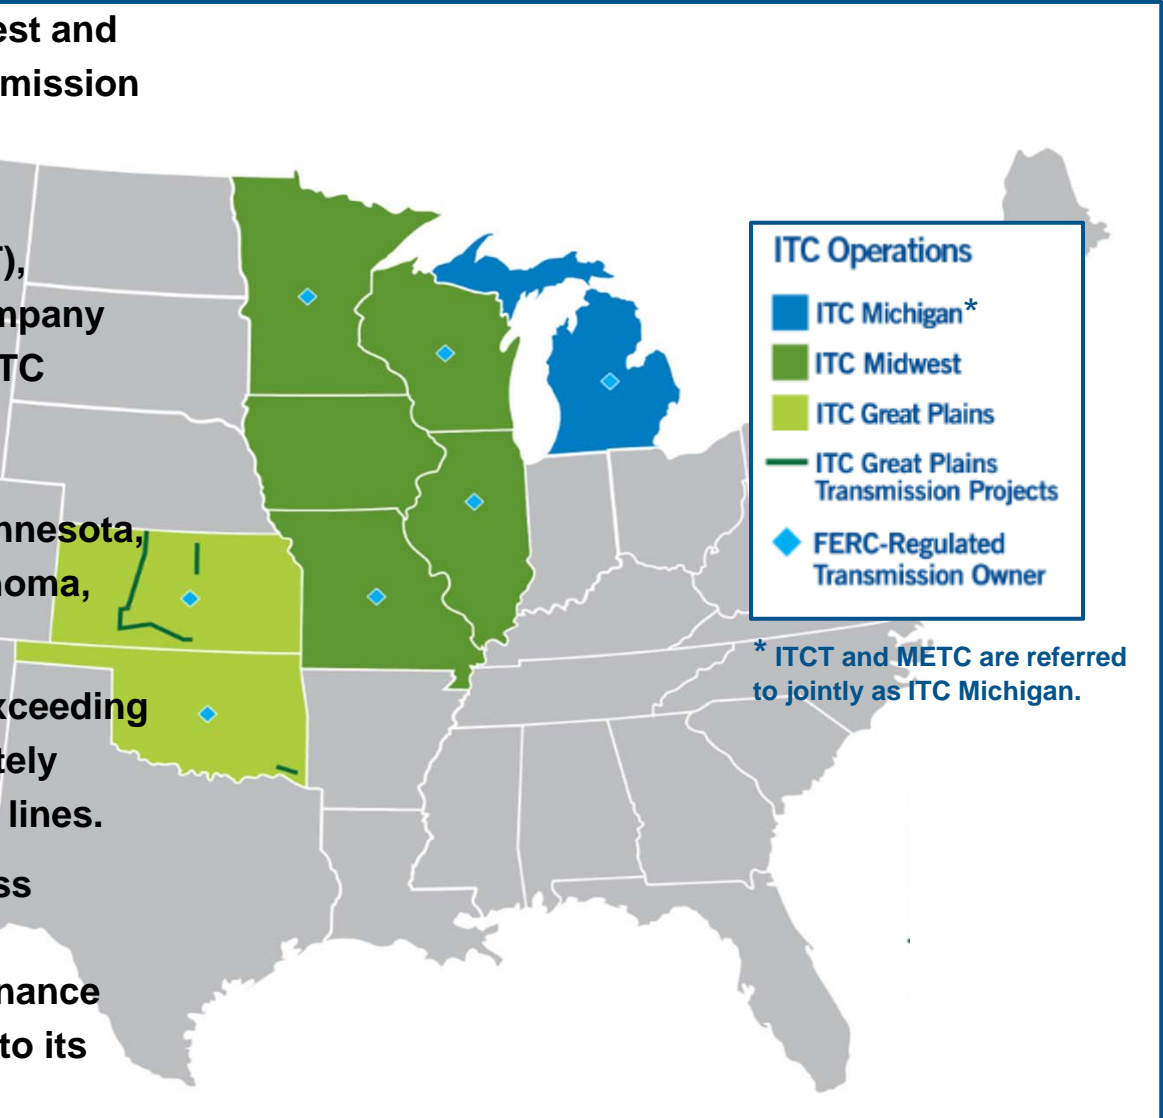 est and
mission
T),
mpany
TC
nnesota,
homa,
xceeding
tely
lines.
ss
nance
to its
ITC Operations
ITC Michigan*
ITC Midwest
ITC Great Plains
ITC Great Plains
Transmission Projects
FERC-Regulated
Transmission Owner
* ITCT and METC are referred
to jointly as ITC Michigan.